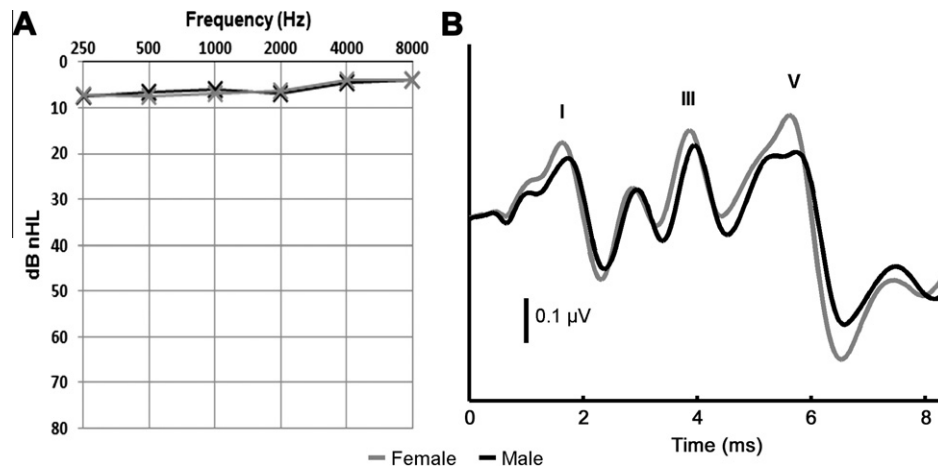 A
Frequency (Hz)
250 500 1000 2000 4000 8000
dB nHL
0
10
20
30
40
50
60
70
80
B
I III V
0.1 µV
0 2 4 6 8
Time (ms)
Female Male